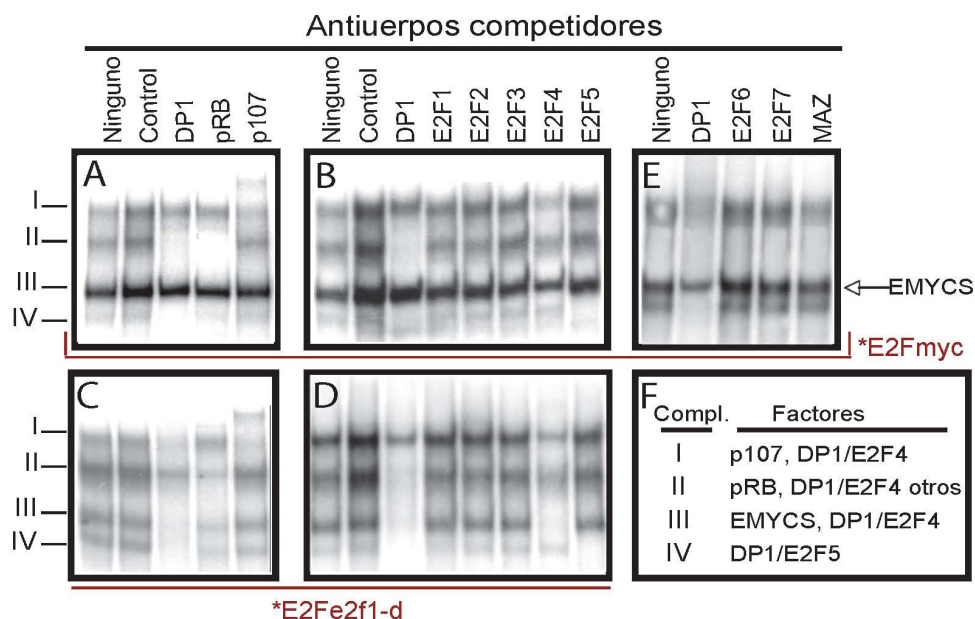 Antiuerpos competidores
Ninguno Control DP1 pRB p107
Ninguno Control DP1 E2F1 E2F2 E2F3 E2F4 E2F5
Ninguno DP1 E2F6 E2F7 MAZ
A B E
I
II
III
IV
EMYCS
*E2Fmyc
C D F
I
II
III
IV
Compl. Factores
I p107, DP1/E2F4
II pRB, DP1/E2F4 otros
III EMYCS, DP1/E2F4
IV DP1/E2F5
*E2Fe2f1-d